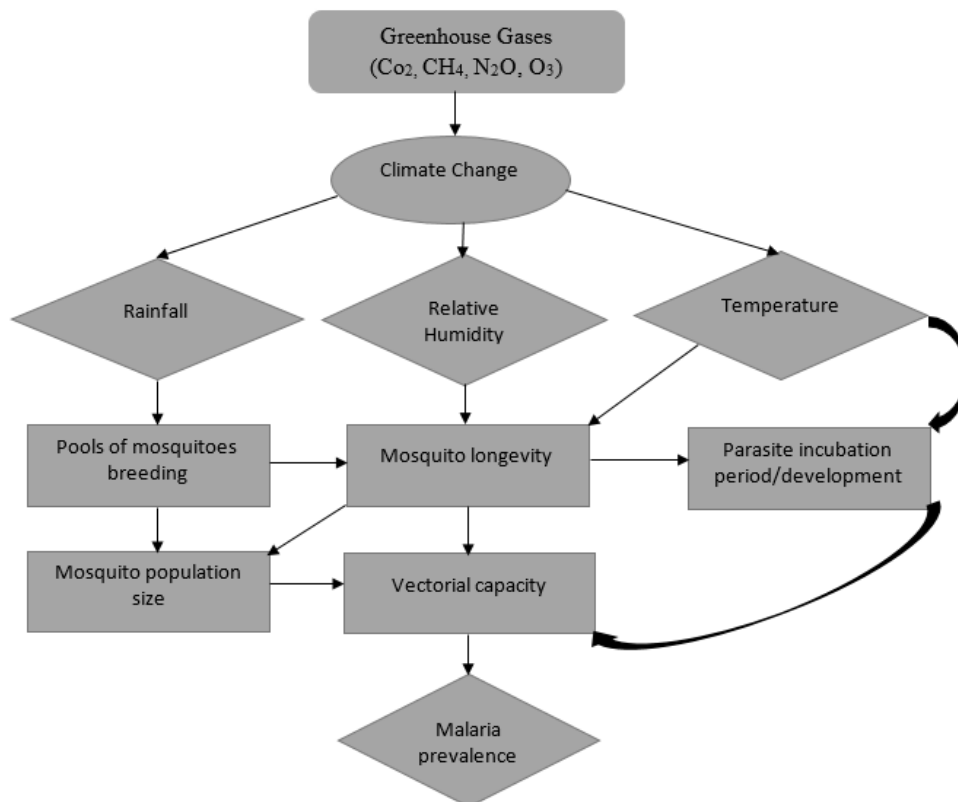 Greenhouse Gases
(Co₂, CH₄, N₂O, O₃)
Climate Change
Rainfall
Relative
Humidity
Temperature
Pools of mosquitoes
breeding
Mosquito longevity
Parasite incubation
period/development
Mosquito population
size
Vectorial capacity
Malaria
prevalence